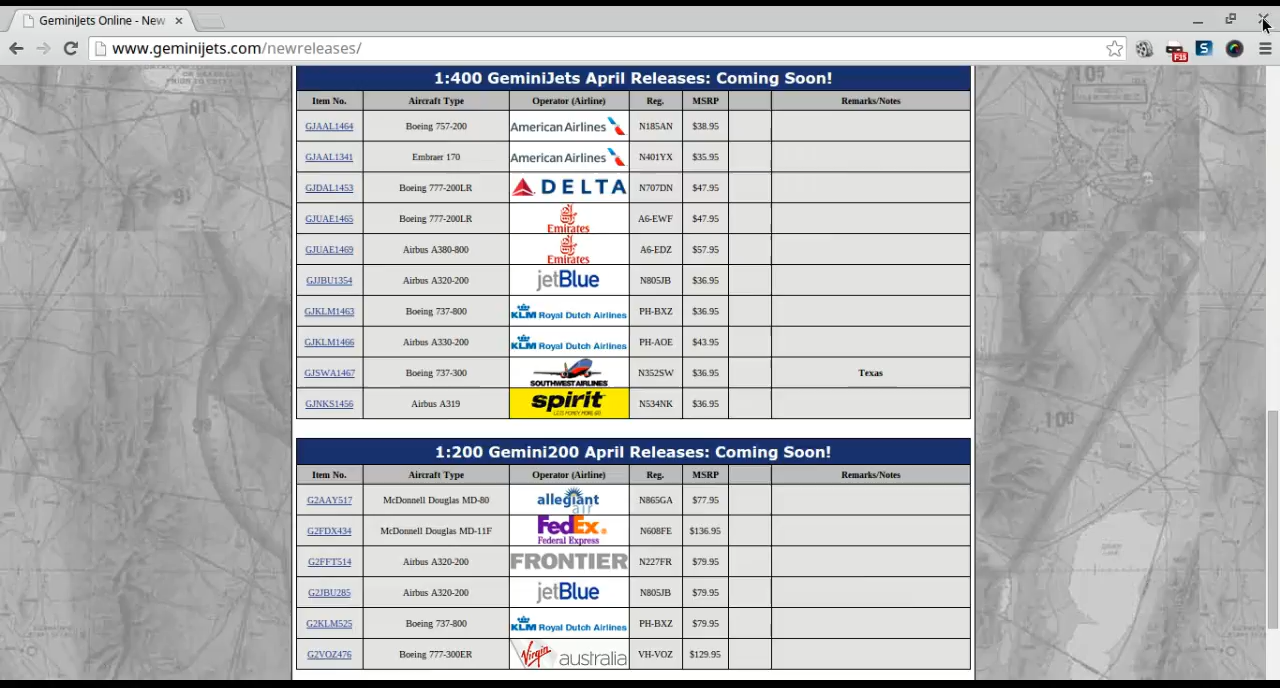 GeminiJets Online - New
www.geminijets.com/newreleases/
F18
1:400 GeminiJets April Releases: Coming Soon!
Item No. Aircraft Type Operator (Airline) Reg. MSRP Remarks/Notes
GJAAL1464 Boeing 757-200 American Airlines N185AN $38.95
GJAAL1341 Embraer 170 American Airlines N401YX $35.95
GJDAL1453 Boeing 777-200LR DELTA N707DN $47.95
GJUAE1465 Boeing 777-200LR Emirates A6-EWF $47.95
GJUAE1469 Airbus A380-800 Emirates A6-EDZ $57.95
GJJBU1354 Airbus A320-200 jetBlue N805JB $36.95
GJKLM1463 Boeing 737-800 KLM Royal Dutch Airlines PH-BXZ $36.95
GJKLM1466 Airbus A330-200 KLM Royal Dutch Airlines PH-AOE $43.95
GJSWA1467 Boeing 737-300 SOUTHWEST AIRLINES N352SW $36.95 Texas
GJNKS1456 Airbus A319 spirit N534NK $36.95
1:200 Gemini200 April Releases: Coming Soon!
Item No. Aircraft Type Operator (Airline) Reg. MSRP Remarks/Notes
G2AAY517 McDonnell Douglas MD-80 allegiant air N865GA $77.95
G2FDX434 McDonnell Douglas MD-11F FedEx Federal Express N608FE $136.95
G2FFT514 Airbus A320-200 FRONTIER N227FR $79.95
G2JBU285 Airbus A320-200 jetBlue N805JB $79.95
G2KLM525 Boeing 737-800 KLM Royal Dutch Airlines PH-BXZ $79.95
G2VOZ476 Boeing 777-300ER Virgin australia VH-VOZ $129.95
91
105
105
100